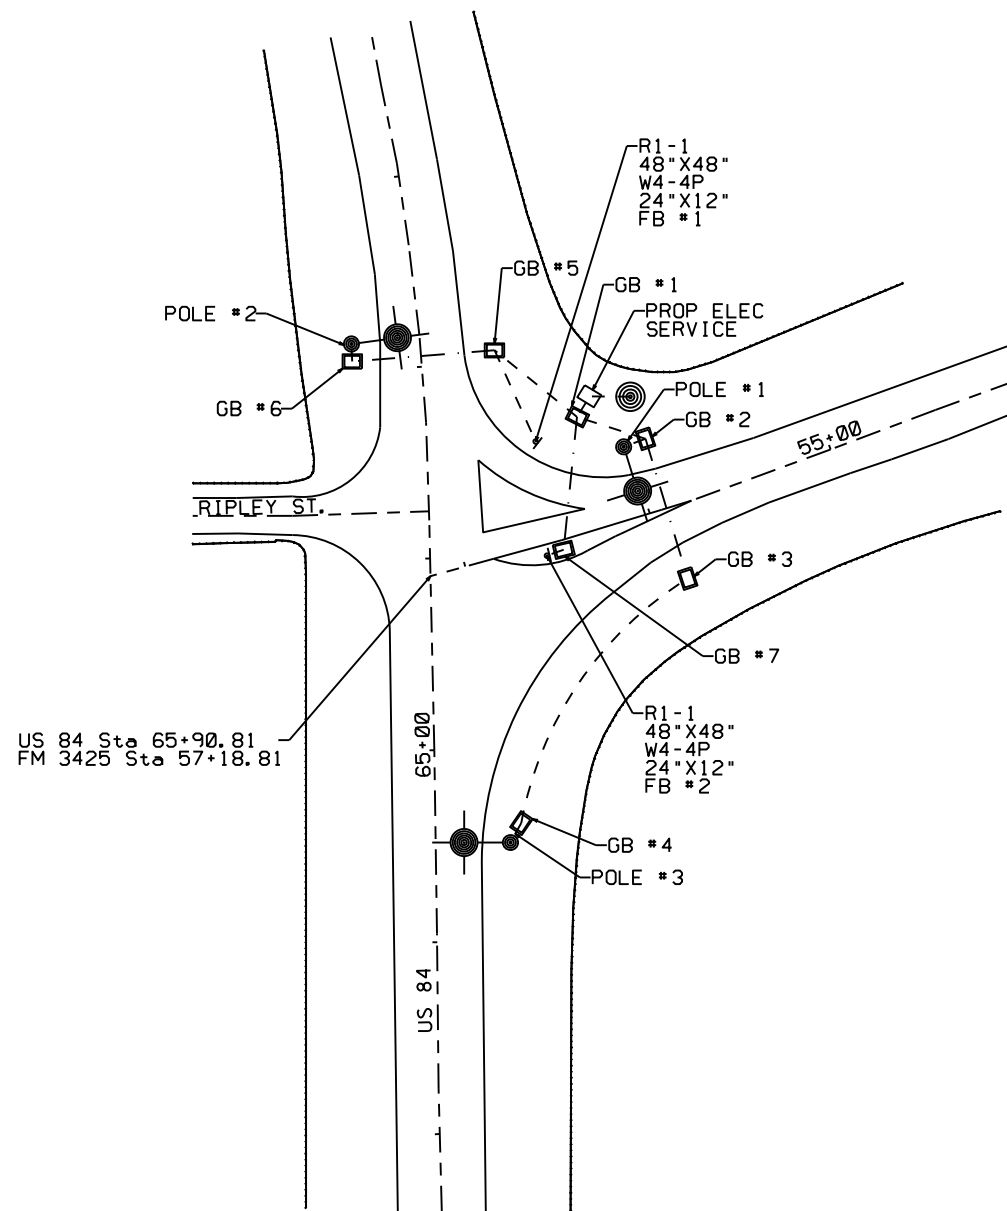 R1-1
48"X48"
W4-4P
24"X12"
FB #1
GB #5
GB #1
PROP ELEC
SERVICE
POLE #2
POLE #1
GB #6
GB #2
55+00
RIPLEY ST.
GB #3
GB #7
R1-1
48"X48"
W4-4P
24"X12"
FB #2
US 84 Sta 65+90.81
FM 3425 Sta 57+18.81
65+00
GB #4
POLE #3
US 84